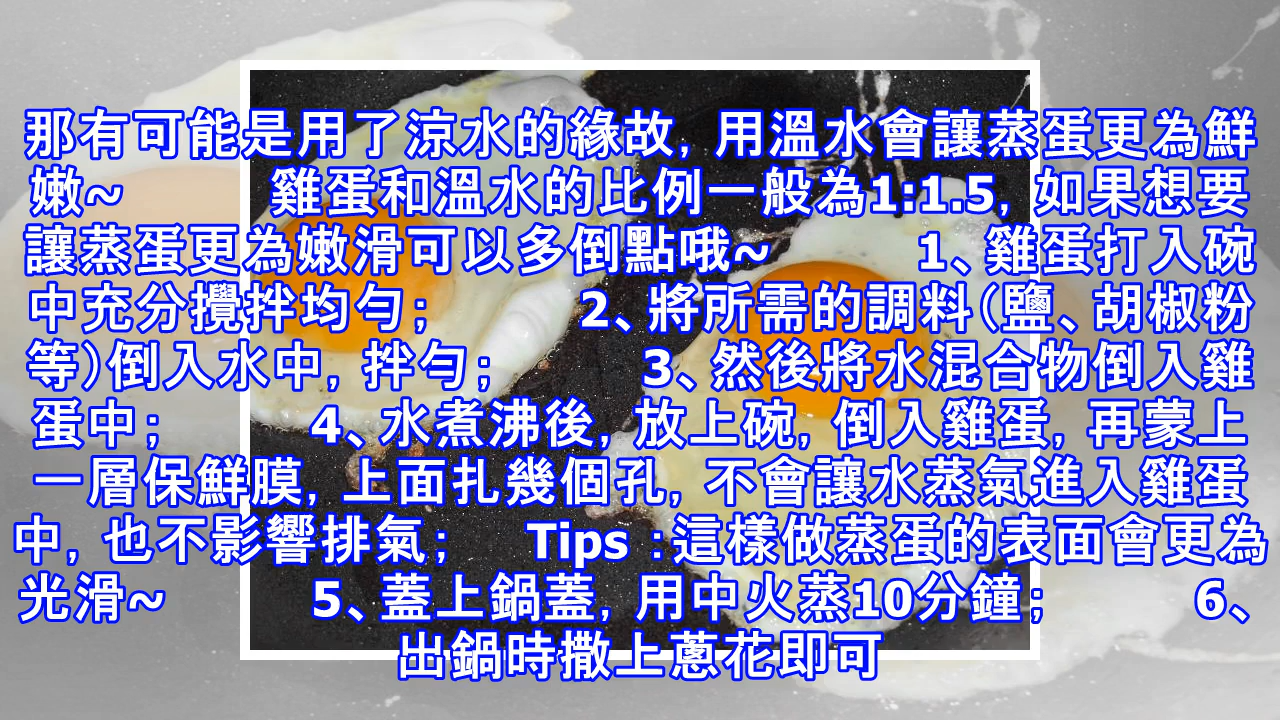 那有可能是用了涼水的緣故, 用溫水會讓蒸蛋更為鮮
嫩~ 雞蛋和溫水的比例一般為1:1.5, 如果想要
讓蒸蛋更為嫩滑可以多倒點哦~ 1、雞蛋打入碗
中充分攪拌均勻; 2、將所需的調料(鹽、胡椒粉
等)倒入水中, 拌勻; 3、然後將水混合物倒入雞
蛋中; 4、水煮沸後, 放上碗, 倒入雞蛋, 再蒙上
一層保鮮膜, 上面扎幾個孔, 不會讓水蒸氣進入雞蛋
中, 也不影響排氣; Tips :這樣做蒸蛋的表面會更為
光滑~ 5、蓋上鍋蓋, 用中火蒸10分鐘; 6、
出鍋時撒上蔥花即可